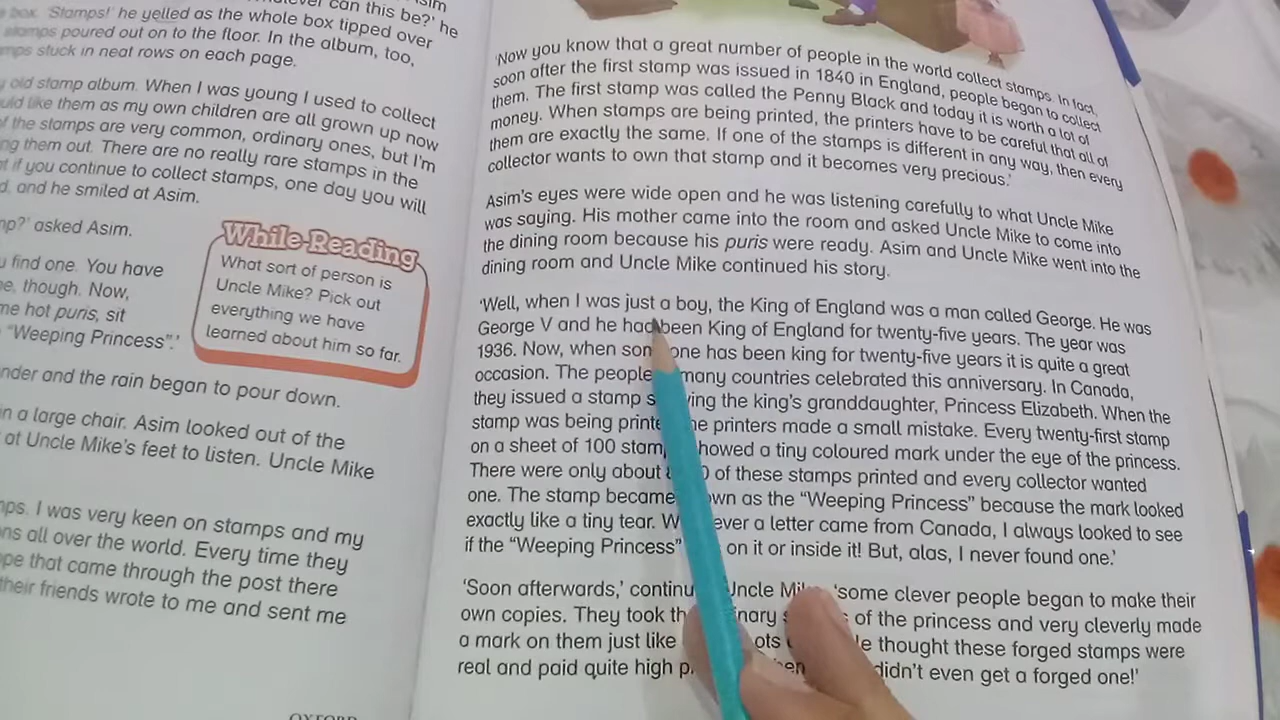 can this be?' he
box. 'Stamps!' he yelled as the whole box tipped over
stamps poured out on to the floor. In the album, too,
stuck in neat rows on each page.
old stamp album. When I was young I used to collect
like them as my own children are all grown up now
the stamps are very common, ordinary ones, but I'm
them out. There are no really rare stamps in the
if you continue to collect stamps, one day you will
and he smiled at Asim.
asked Asim.
find one. You have
though. Now,
hot puris, sit
"Weeping Princess".'
and the rain began to pour down.
in a large chair. Asim looked out of the
at Uncle Mike's feet to listen. Uncle Mike
I was very keen on stamps and my
all over the world. Every time they
that came through the post there
their friends wrote to me and sent me
While-Reading
What sort of person is
Uncle Mike? Pick out
everything we have
learned about him so far.
OXFORD
'Now you know that a great number of people in the world collect stamps. In fact,
soon after the first stamp was issued in 1840 in England, people began to collect
them. The first stamp was called the Penny Black and today it is worth a lot of
money. When stamps are being printed, the printers have to be careful that all of
them are exactly the same. If one of the stamps is different in any way, then every
collector wants to own that stamp and it becomes very precious.'
Asim's eyes were wide open and he was listening carefully to what Uncle Mike
was saying. His mother came into the room and asked Uncle Mike to come into
the dining room because his puris were ready. Asim and Uncle Mike went into the
dining room and Uncle Mike continued his story.
'Well, when I was just a boy, the King of England was a man called George. He was
George V and he had been King of England for twenty-five years. The year was
1936. Now, when someone has been king for twenty-five years it is quite a great
occasion. The people many countries celebrated this anniversary. In Canada,
they issued a stamp showing the king's granddaughter, Princess Elizabeth. When the
stamp was being printed the printers made a small mistake. Every twenty-first stamp
on a sheet of 100 stamps showed a tiny coloured mark under the eye of the princess.
There were only about of these stamps printed and every collector wanted
one. The stamp became known as the "Weeping Princess" because the mark looked
exactly like a tiny tear. Whenever a letter came from Canada, I always looked to see
if the "Weeping Princess" on it or inside it! But, alas, I never found one.'
'Soon afterwards,' continued Uncle Mike, 'some clever people began to make their
own copies. They took the of the princess and very cleverly made
a mark on them just like thought these forged stamps were
real and paid quite high didn't even get a forged one!'